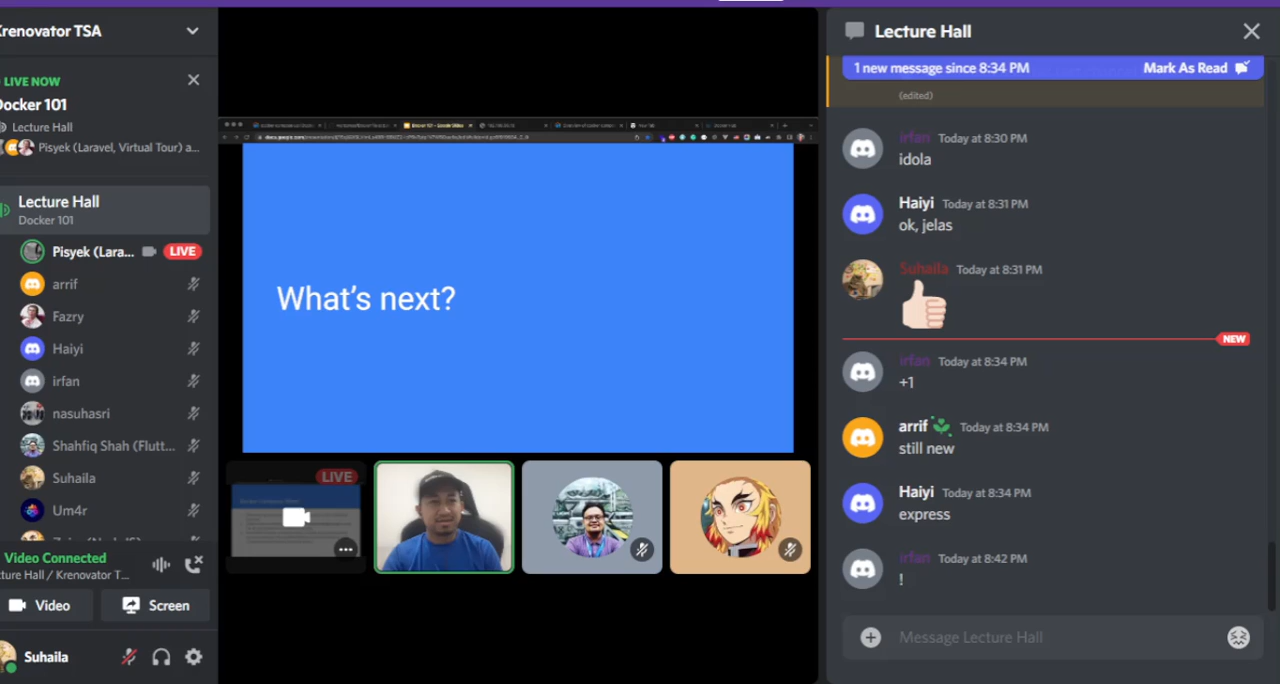 Krenovator TSA
LIVE NOW
Docker 101
Lecture Hall
Pisyek (Laravel, Virtual Tour) a...
Lecture Hall
Docker 101
Pisyek (Lara... LIVE
arrif
Fazry
Haiyi
irfan
nasuhasri
Shahfiq Shah (Flutt...
Suhaila
Um4r
Video Connected
cture Hall / Krenovator T...
Video
Screen
Suhaila
What's next?
LIVE
Lecture Hall
1 new message since 8:34 PM Mark As Read
(edited)
irfan Today at 8:30 PM
idola
Haiyi Today at 8:31 PM
ok, jelas
Suhaila Today at 8:31 PM
NEW
irfan Today at 8:34 PM
+1
arrif Today at 8:34 PM
still new
Haiyi Today at 8:34 PM
express
irfan Today at 8:42 PM
!
Message Lecture Hall